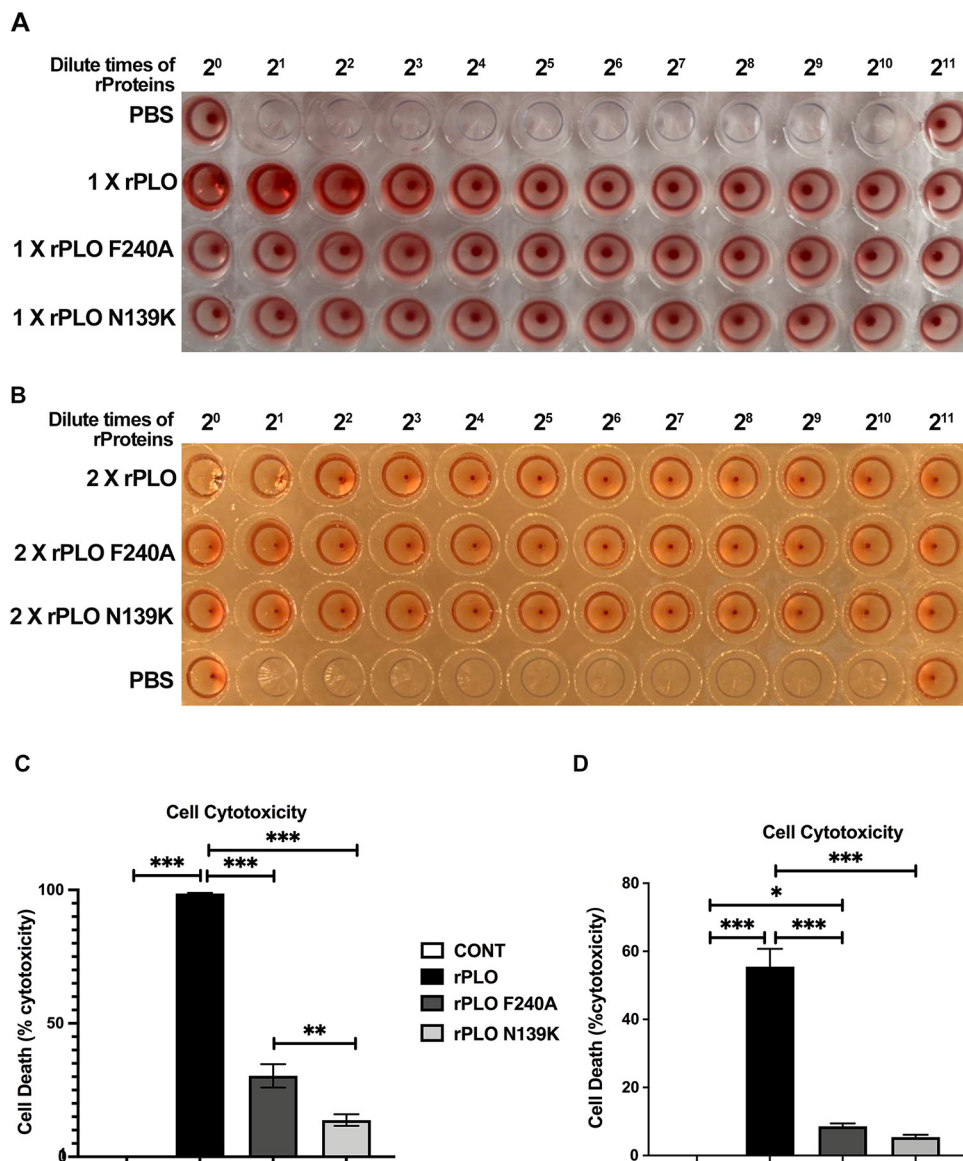 A
Dilute times of rProteins 2⁰ 2¹ 2² 2³ 2⁴ 2⁵ 2⁶ 2⁷ 2⁸ 2⁹ 2¹⁰ 2¹¹
PBS
1 X rPLO
1 X rPLO F240A
1 X rPLO N139K
B
Dilute times of rProteins 2⁰ 2¹ 2² 2³ 2⁴ 2⁵ 2⁶ 2⁷ 2⁸ 2⁹ 2¹⁰ 2¹¹
2 X rPLO
2 X rPLO F240A
2 X rPLO N139K
PBS
C
Cell Cytotoxicity
***
*** ***
**
Cell Death (% cytotoxicity)
100
50
0
CONT
rPLO
rPLO F240A
rPLO N139K
D
Cell Cytotoxicity
***
*
*** ***
Cell Death (%cytotoxicity)
80
60
40
20
0